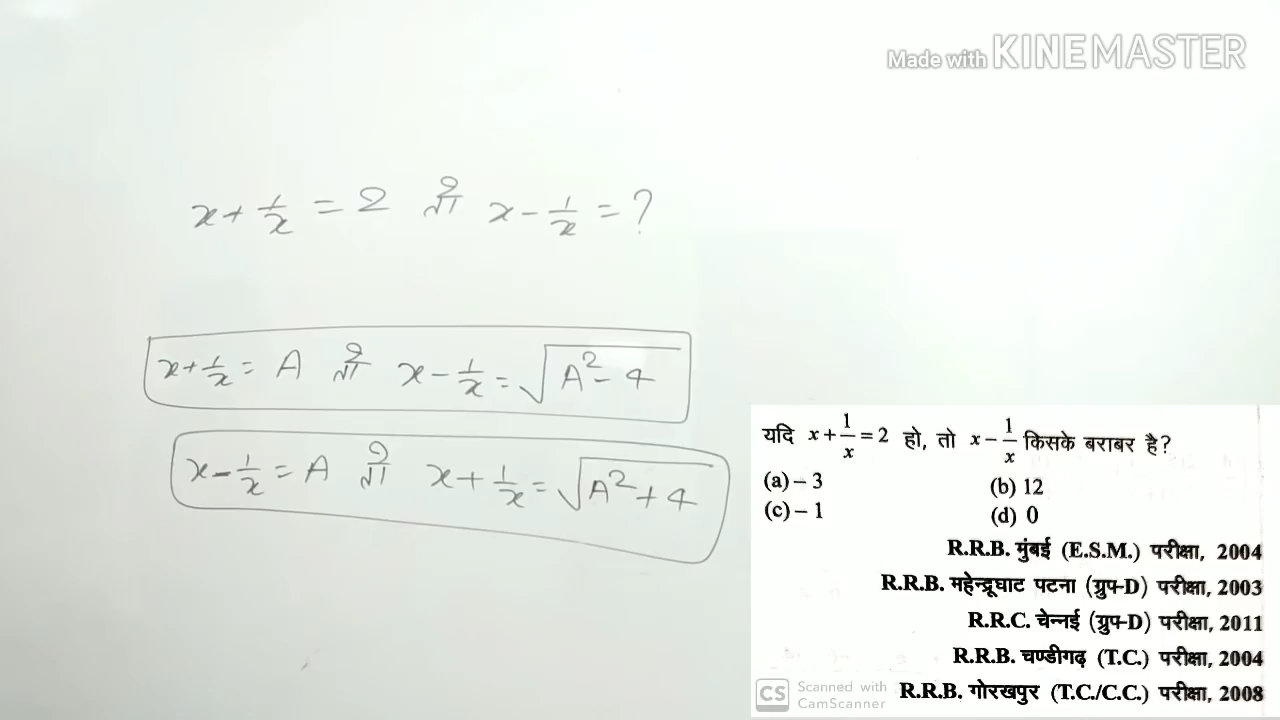 Made with KINEMASTER
x + 1/x = 2 तो x - 1/x = ?
x + 1/x = A तो x - 1/x = √(A² - 4)
x - 1/x = A तो x + 1/x = √(A² + 4)
यदि x + 1/x = 2 हो, तो x - 1/x किसके बराबर है?
(a) – 3 (b) 12
(c) – 1 (d) 0
R.R.B. मुंबई (E.S.M.) परीक्षा, 2004
R.R.B. महेन्द्रूघाट पटना (ग्रुप-D) परीक्षा, 2003
R.R.C. चेन्नई (ग्रुप-D) परीक्षा, 2011
R.R.B. चण्डीगढ़ (T.C.) परीक्षा, 2004
R.R.B. गोरखपुर (T.C./C.C.) परीक्षा, 2008
CS Scanned with CamScanner